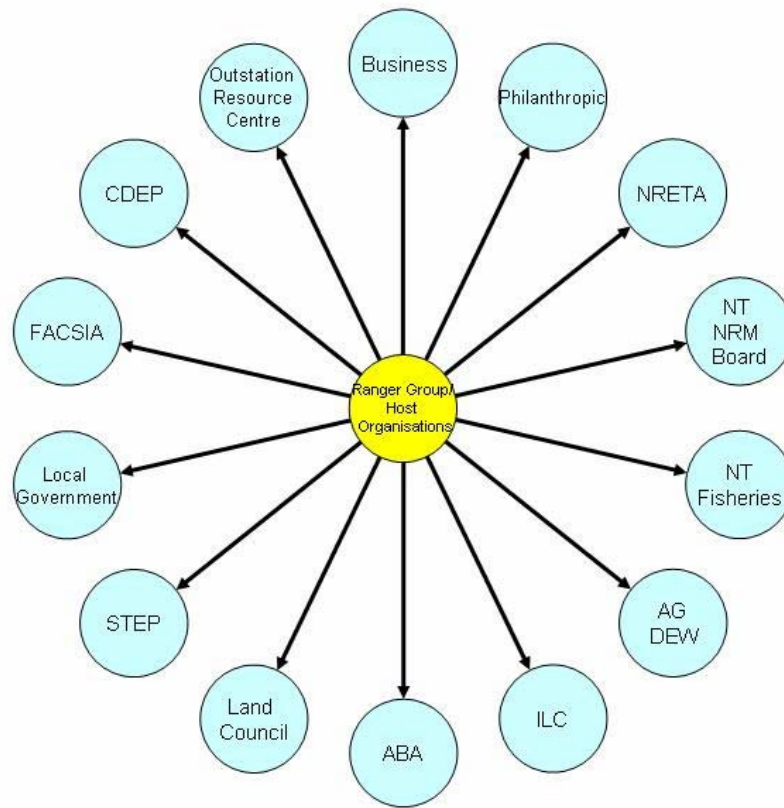 Business
Philanthropic
NRETA
NT
NRM
Board
NT
Fisheries
AG
DEW
ILC
ABA
Land
Council
STEP
Local
Government
FACSIA
CDEP
Outstation
Resource
Centre
Ranger Group/
Host
Organisations